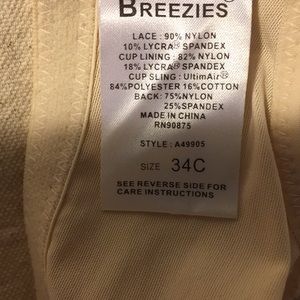 BREEZIES®
LACE : 90% NYLON
10% LYCRA® SPANDEX
CUP LINING : 82% NYLON
18% LYCRA® SPANDEX
CUP SLING : UltimAir®
84%POLYESTER 16%COTTON
BACK : 75%NYLON
25%SPANDEX
MADE IN CHINA
RN90875
STYLE : A49905
SIZE 34C
SEE REVERSE SIDE FOR
CARE INSTRUCTIONS